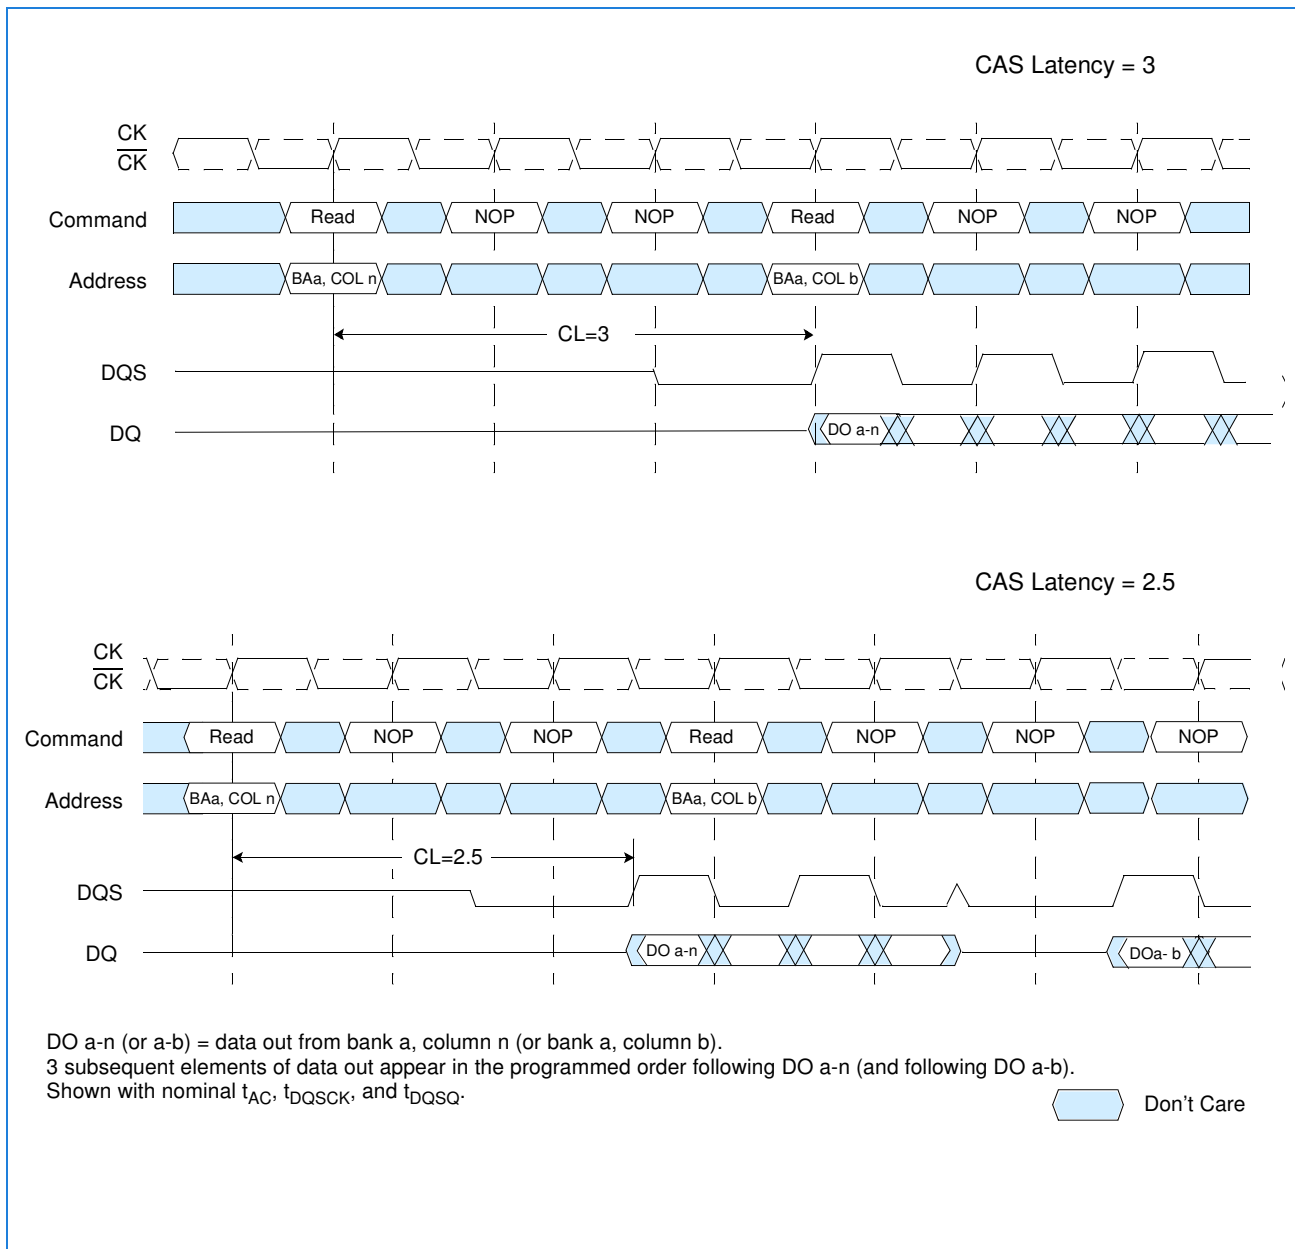 CAS Latency = 3
CK
CK
Command Read NOP NOP Read NOP NOP
Address BAa, COL n BAa, COL b
CL=3
DQS
DQ DO a-n
CAS Latency = 2.5
CK
CK
Command Read NOP NOP Read NOP NOP NOP
Address BAa, COL n BAa, COL b
CL=2.5
DQS
DQ DO a-n DOa- b
DO a-n (or a-b) = data out from bank a, column n (or bank a, column b).
3 subsequent elements of data out appear in the programmed order following DO a-n (and following DO a-b).
Shown with nominal tAC, tDQSCK, and tDQSQ.
Don't Care